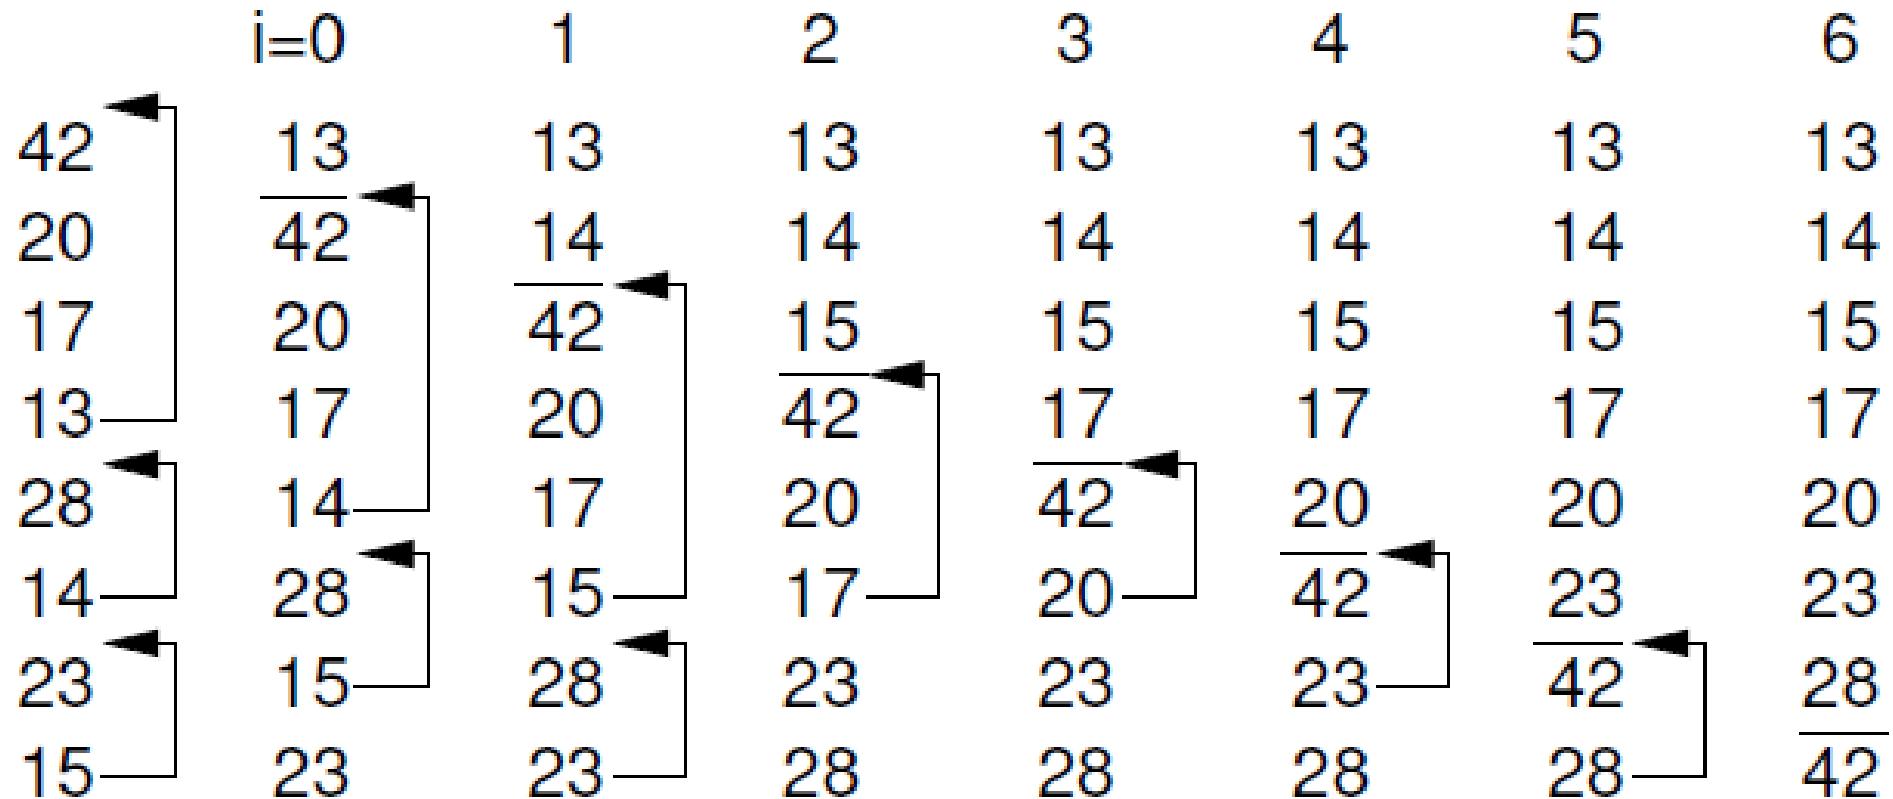 i=0 1 2 3 4 5 6
42 13 13 13 13 13 13 13
20 42 14 14 14 14 14 14
17 20 42 15 15 15 15 15
13 17 20 42 17 17 17 17
28 14 17 20 42 20 20 20
14 28 15 17 20 42 23 23
23 15 28 23 23 23 42 28
15 23 23 28 28 28 28 42